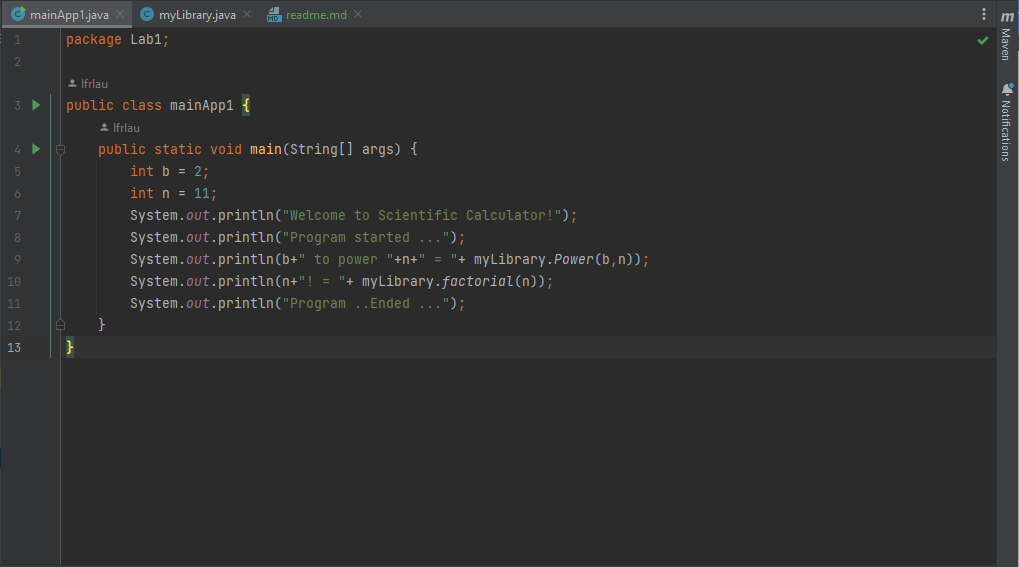 mainApp1.java myLibrary.java readme.md
1 package Lab1;
2
lfrlau
3 public class mainApp1 {
lfrlau
4 public static void main(String[] args) {
5 int b = 2;
6 int n = 11;
7 System.out.println("Welcome to Scientific Calculator!");
8 System.out.println("Program started ...");
9 System.out.println(b+" to power "+n+" = "+ myLibrary.Power(b,n));
10 System.out.println(n+"! = "+ myLibrary.factorial(n));
11 System.out.println("Program ..Ended ...");
12 }
13 }
m Maven
Notifications